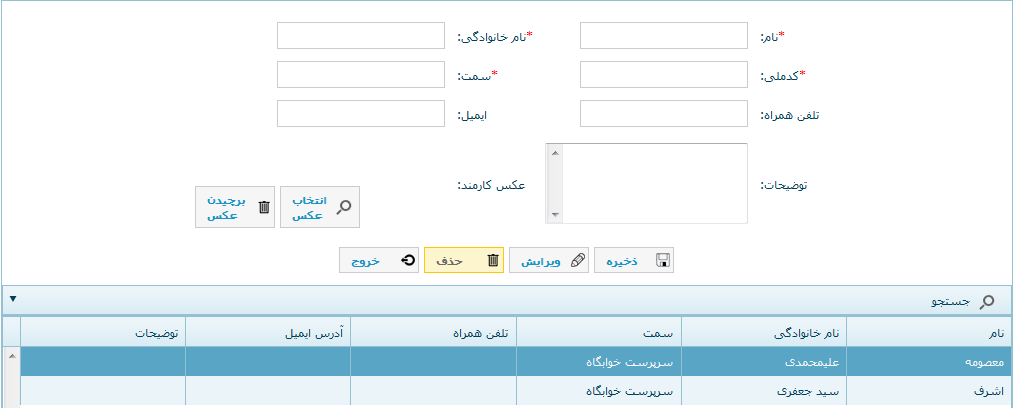 *نام: *نام خانوادگی:
*کدملی: *سمت:
تلفن همراه: ایمیل:
توضیحات: عکس کارمند: انتخاب عکس برچیدن عکس
ذخیره ویرایش حذف خروج
جستجو
نام نام خانوادگی سمت تلفن همراه آدرس ایمیل توضیحات
معصومه علیمحمدی سرپرست خوابگاه
اشرف سید جعفری سرپرست خوابگاه